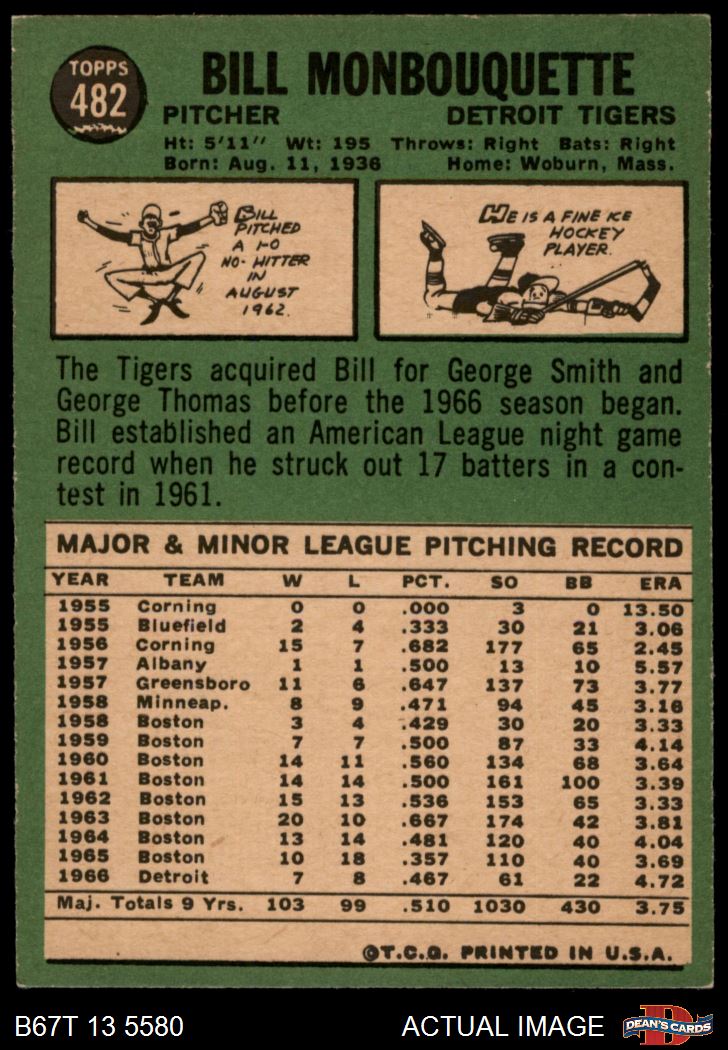 TOPPS
482
BILL MONBOUQUETTE
PITCHER DETROIT TIGERS
Ht: 5'11" Wt: 195 Throws: Right Bats: Right
Born: Aug. 11, 1936 Home: Woburn, Mass.
BILL
PITCHED
A 1-0
NO-HITTER
IN
AUGUST
1962.
HE IS A FINE ICE
HOCKEY
PLAYER.
The Tigers acquired Bill for George Smith and
George Thomas before the 1966 season began.
Bill established an American League night game
record when he struck out 17 batters in a con-
test in 1961.
MAJOR & MINOR LEAGUE PITCHING RECORD
YEAR TEAM W L PCT. SO BB ERA
1955 Corning 0 0 .000 3 0 13.50
1955 Bluefield 2 4 .333 30 21 3.06
1956 Corning 15 7 .682 177 65 2.45
1957 Albany 1 1 .500 13 10 5.57
1957 Greensboro 11 6 .647 137 73 3.77
1958 Minneap. 8 9 .471 94 45 3.16
1958 Boston 3 4 .429 30 20 3.33
1959 Boston 7 7 .500 87 33 4.14
1960 Boston 14 11 .560 134 68 3.64
1961 Boston 14 14 .500 161 100 3.39
1962 Boston 15 13 .536 153 65 3.33
1963 Boston 20 10 .667 174 42 3.81
1964 Boston 13 14 .481 120 40 4.04
1965 Boston 10 18 .357 110 40 3.69
1966 Detroit 7 8 .467 61 22 4.72
Maj. Totals 9 Yrs. 103 99 .510 1030 430 3.75
©T.C.G. PRINTED IN U.S.A.
B67T 13 5580 ACTUAL IMAGE
D
DEAN'S CARDS